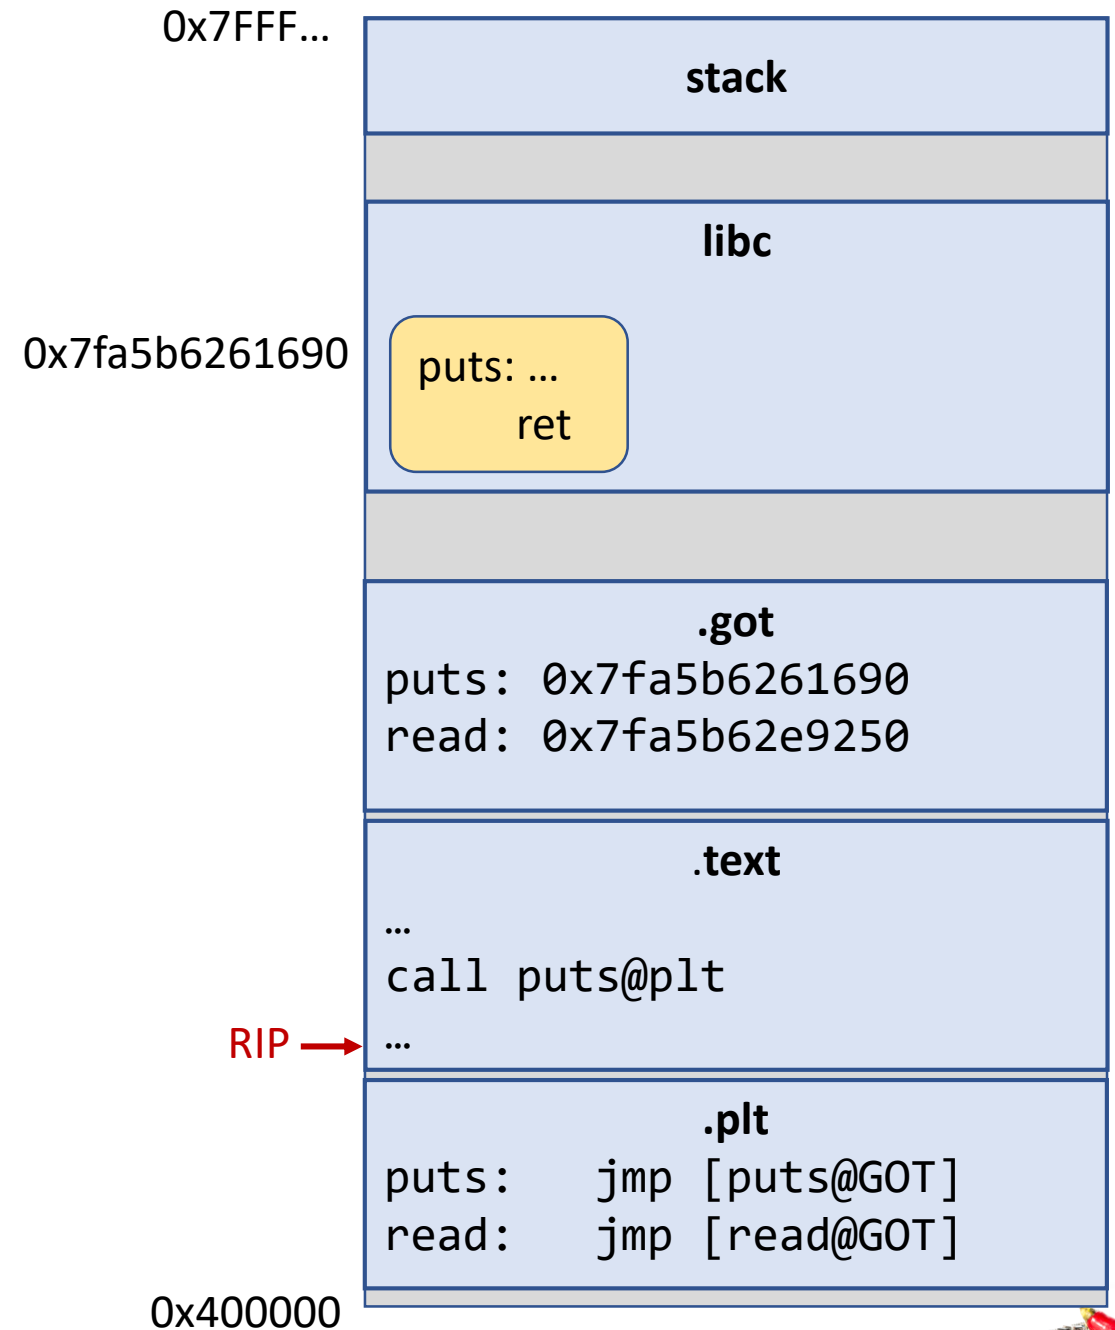 0x7FFF…
stack
libc
0x7fa5b6261690
puts: …
ret
.got
puts: 0x7fa5b6261690
read: 0x7fa5b62e9250
.text
…
call puts@plt
RIP
…
.plt
puts: jmp [puts@GOT]
read: jmp [read@GOT]
0x400000